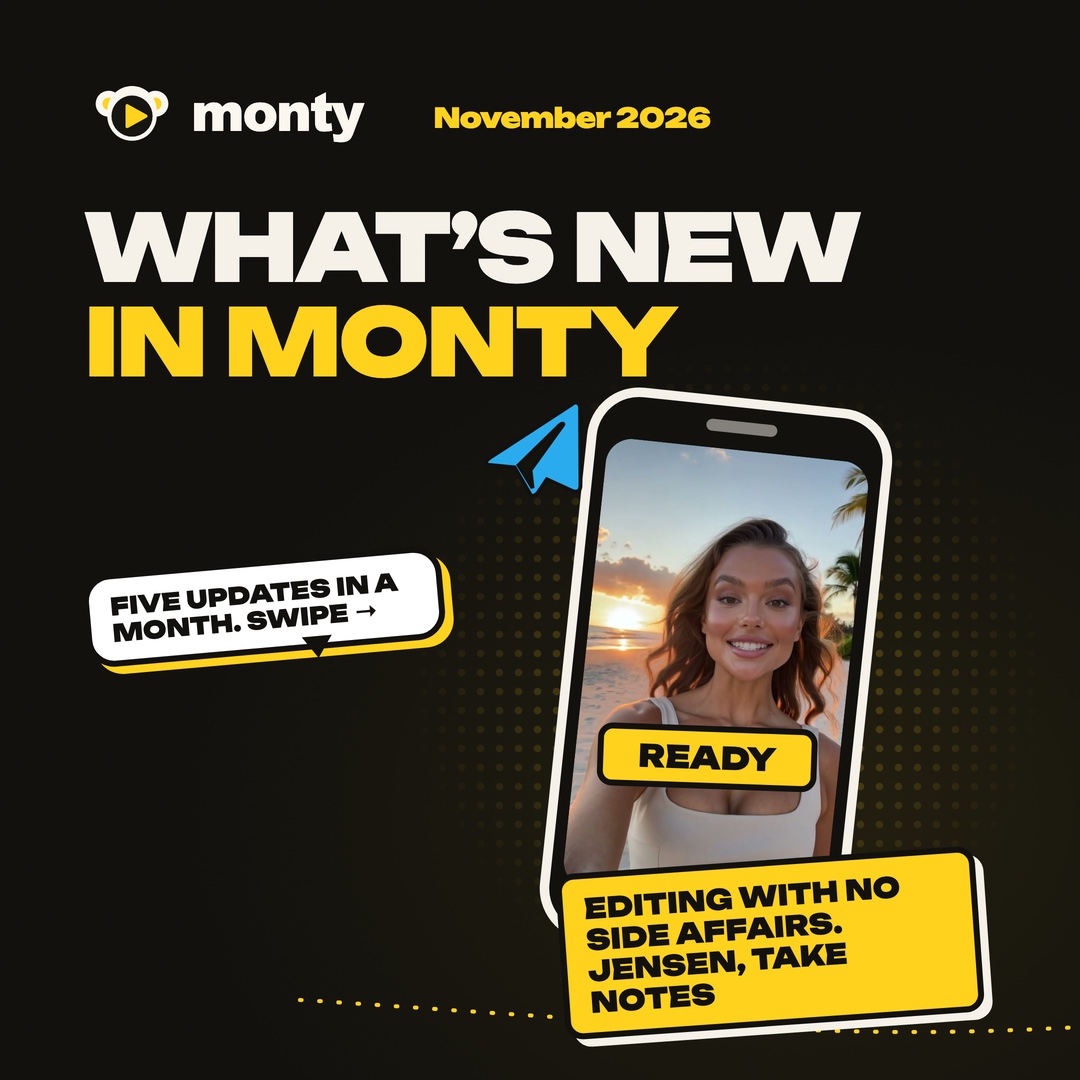 monty
November 2026
WHAT’S NEW
IN MONTY
FIVE UPDATES IN A
MONTH. SWIPE →
READY
EDITING WITH NO
SIDE AFFAIRS.
JENSEN, TAKE
NOTES